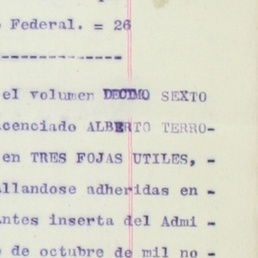 Federal. = 26
el volumen DECIMO SEXTO
icenciado ALBERTO TERRO-
en TRES FOJAS UTILES, -
allandose adheridas en -
antes inserta del Admi
de octubre de mil no -